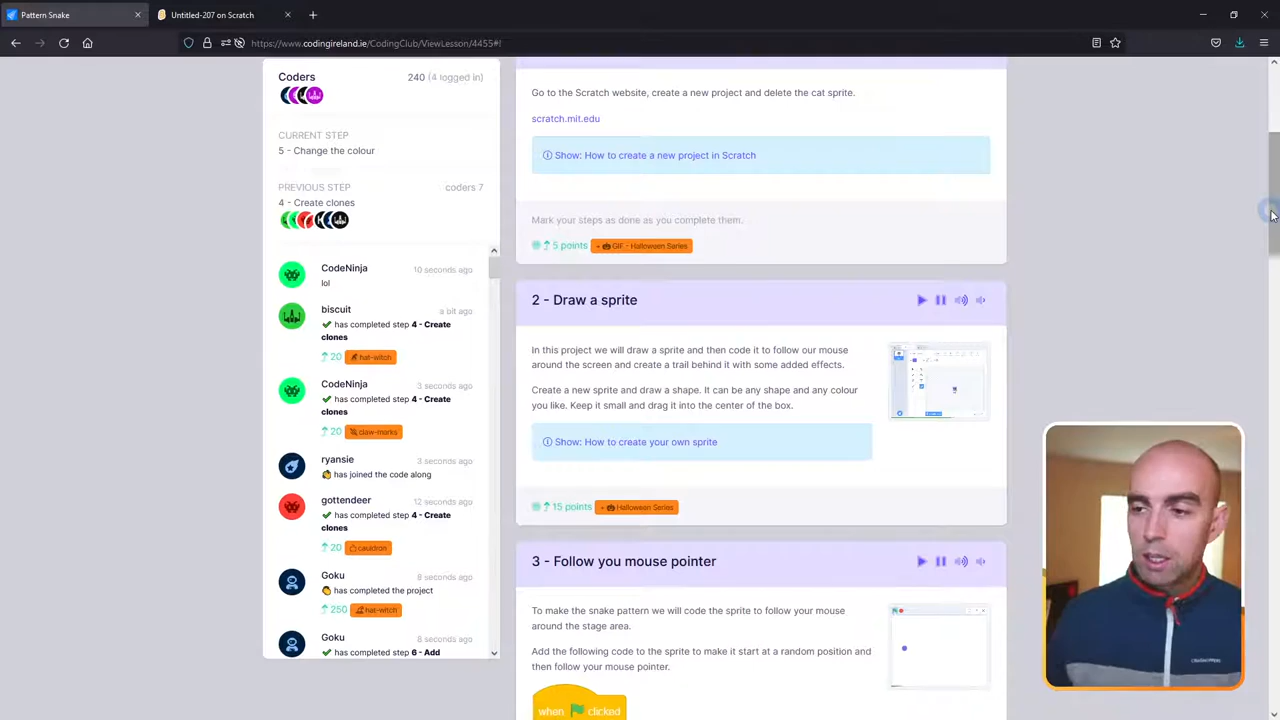 Pattern Snake
Untitled-207 on Scratch
https://www.codingireland.ie/CodingClub/ViewLesson/4455#!
Coders
240 (4 logged in)
CURRENT STEP
5 - Change the colour
PREVIOUS STEP
coders 7
4 - Create clones
CodeNinja
10 seconds ago
lol
biscuit
a bit ago
has completed step 4 - Create
clones
20 hat-witch
CodeNinja
3 seconds ago
has completed step 4 - Create
clones
20 claw-marks
ryansie
3 seconds ago
has joined the code along
gottendeer
12 seconds ago
has completed step 4 - Create
clones
20 cauldron
Goku
8 seconds ago
has completed the project
250 hat-witch
Goku
8 seconds ago
has completed step 6 - Add
Go to the Scratch website, create a new project and delete the cat sprite.
scratch.mit.edu
Show: How to create a new project in Scratch
Mark your steps as done as you complete them.
5 points + GIF - Halloween Series
2 - Draw a sprite
In this project we will draw a sprite and then code it to follow our mouse
around the screen and create a trail behind it with some added effects.
Create a new sprite and draw a shape. It can be any shape and any colour
you like. Keep it small and drag it into the center of the box.
Show: How to create your own sprite
15 points + Halloween Series
3 - Follow you mouse pointer
To make the snake pattern we will code the sprite to follow your mouse
around the stage area.
Add the following code to the sprite to make it start at a random position and
then follow your mouse pointer.
when clicked